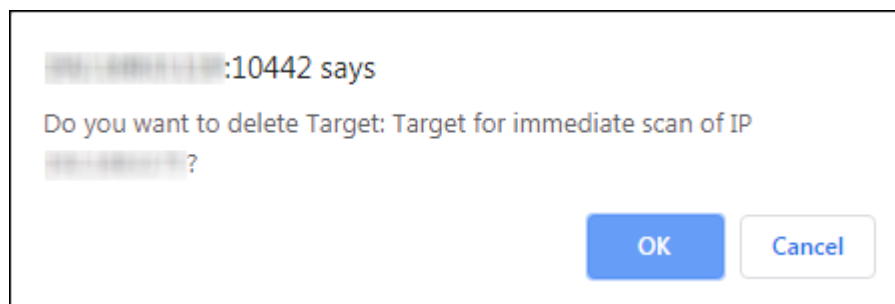 :10442 says
Do you want to delete Target: Target for immediate scan of IP
?
OK
Cancel